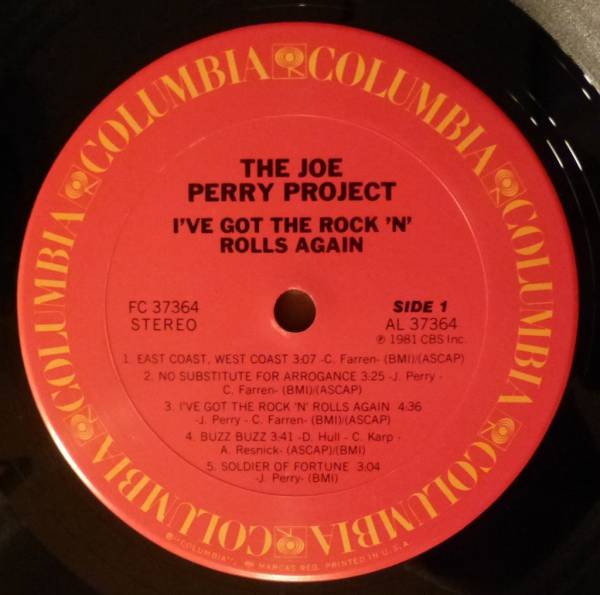 COLUMBIA COLUMBIA COLUMBIA COLUMBIA COLUMBIA COLUMBIA
THE JOE
PERRY PROJECT
I'VE GOT THE ROCK 'N'
ROLLS AGAIN
FC 37364
STEREO
SIDE 1
AL 37364
℗ 1981 CBS Inc.
1. EAST COAST, WEST COAST 3:07 -C. Farren- (BMI)/(ASCAP)
2. NO SUBSTITUTE FOR ARROGANCE 3:25 -J. Perry -
C. Farren- (BMI)/(ASCAP)
3. I'VE GOT THE ROCK 'N' ROLLS AGAIN 4:36
-J. Perry - C. Farren- (BMI)/(ASCAP)
4. BUZZ BUZZ 3:41 -D. Hull - C. Karp -
A. Resnick- (ASCAP)/(BMI)
5. SOLDIER OF FORTUNE 3:04
-J. Perry- (BMI)
®"COLUMBIA", MARCAS REG. PRINTED IN U.S.A.